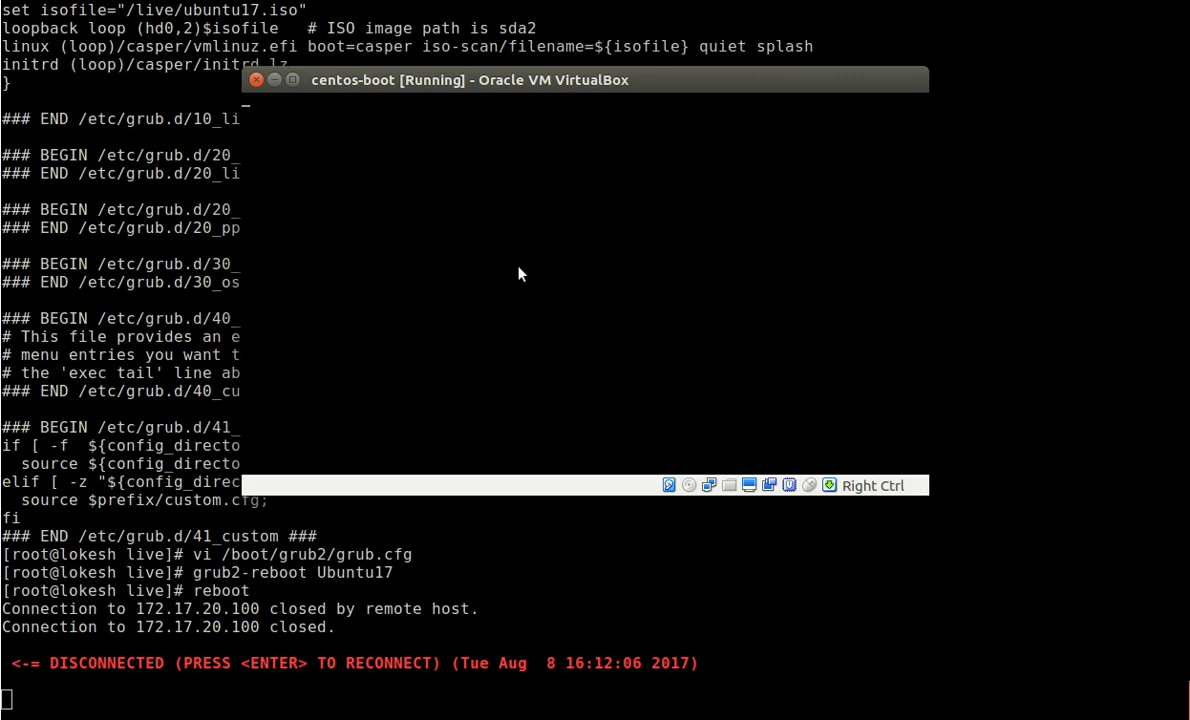 set isofile="/live/ubuntu17.iso"
loopback loop (hd0,2)$isofile   # ISO image path is sda2
linux (loop)/casper/vmlinuz.efi boot=casper iso-scan/filename=${isofile} quiet splash
initrd (loop)/casper/initrd.lz
}
centos-boot [Running] - Oracle VM VirtualBox
### END /etc/grub.d/10_li
### BEGIN /etc/grub.d/20_
### END /etc/grub.d/20_li
### BEGIN /etc/grub.d/20_
### END /etc/grub.d/20_pp
### BEGIN /etc/grub.d/30_
### END /etc/grub.d/30_os
### BEGIN /etc/grub.d/40_
# This file provides an e
# menu entries you want t
# the 'exec tail' line ab
### END /etc/grub.d/40_cu
### BEGIN /etc/grub.d/41_
if [ -f  ${config_directo
  source ${config_directo
elif [ -z "${config_direc
Right Ctrl
  source $prefix/custom.cfg;
fi
### END /etc/grub.d/41_custom ###
[root@lokesh live]# vi /boot/grub2/grub.cfg
[root@lokesh live]# grub2-reboot Ubuntu17
[root@lokesh live]# reboot
Connection to 172.17.20.100 closed by remote host.
Connection to 172.17.20.100 closed.
<-= DISCONNECTED (PRESS <ENTER> TO RECONNECT) (Tue Aug  8 16:12:06 2017)